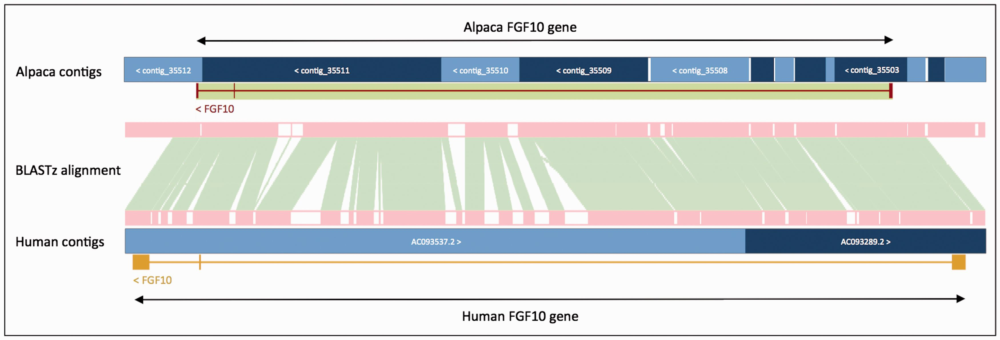 Alpaca FGF10 gene
Alpaca contigs
< contig_35512
< contig_35511
< contig_35510
< contig_35509
< contig_35508
< contig_35503
< FGF10
BLASTz alignment
Human contigs
AC093537.2 >
AC093289.2 >
< FGF10
Human FGF10 gene